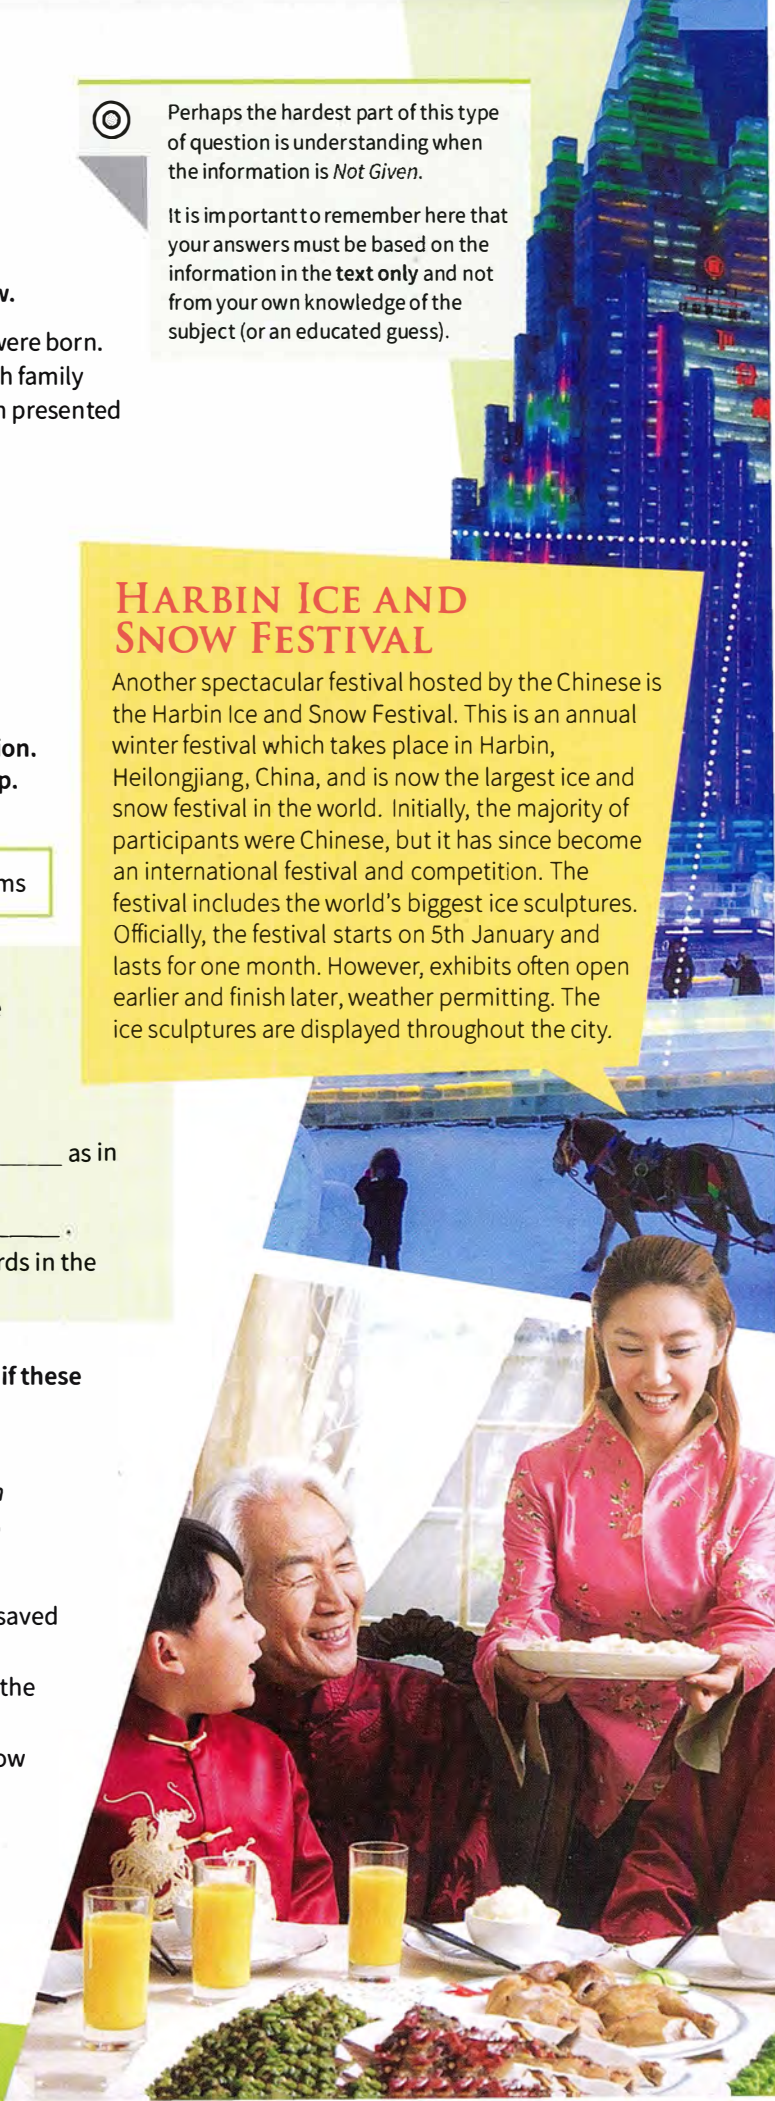 Perhaps the hardest part of this type
of question is understanding when
the information is Not Given.
It is important to remember here that
your answers must be based on the
information in the text only and not
from your own knowledge of the
subject (or an educated guess).
w.
were born.
h family
n presented
HARBIN ICE AND
SNOW FESTIVAL
Another spectacular festival hosted by the Chinese is
the Harbin Ice and Snow Festival. This is an annual
winter festival which takes place in Harbin,
Heilongjiang, China, and is now the largest ice and
snow festival in the world. Initially, the majority of
participants were Chinese, but it has since become
an international festival and competition. The
festival includes the world's biggest ice sculptures.
Officially, the festival starts on 5th January and
lasts for one month. However, exhibits often open
earlier and finish later, weather permitting. The
ice sculptures are displayed throughout the city.
ion.
p.
ms
______ as in
______ .
rds in the
if these
n
saved
the
ow